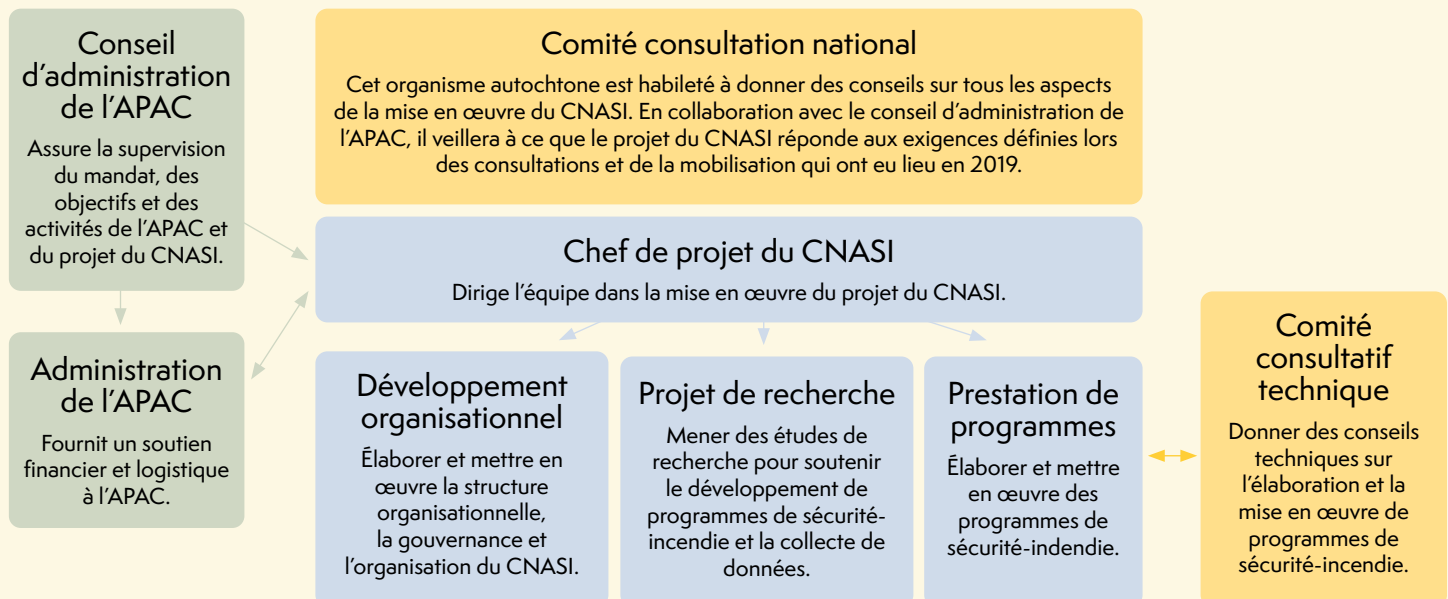 Conseil
d'administration
de l'APAC
Assure la supervision
du mandat, des
objectifs et des
activités de l'APAC et
du projet du CNASI.
Administration
de l'APAC
Fournit un soutien
financier et logistique
à l'APAC.
Comité consultation national
Cet organisme autochtone est habileté à donner des conseils sur tous les aspects
de la mise en œuvre du CNASI. En collaboration avec le conseil d'administration de
l'APAC, il veillera à ce que le projet du CNASI réponde aux exigences définies lors
des consultations et de la mobilisation qui ont eu lieu en 2019.
Chef de projet du CNASI
Dirige l'équipe dans la mise en œuvre du projet du CNASI.
Développement
organisationnel
Élaborer et mettre en
œuvre la structure
organisationnelle,
la gouvernance et
l'organisation du CNASI.
Projet de recherche
Mener des études de
recherche pour soutenir
le développement de
programmes de sécurité-
incendie et la collecte de
données.
Prestation de
programmes
Élaborer et mettre
en œuvre des
programmes de
sécurité-indendie.
Comité
consultatif
technique
Donner des conseils
techniques sur
l'élaboration et la
mise en œuvre de
programmes de
sécurité-incendie.